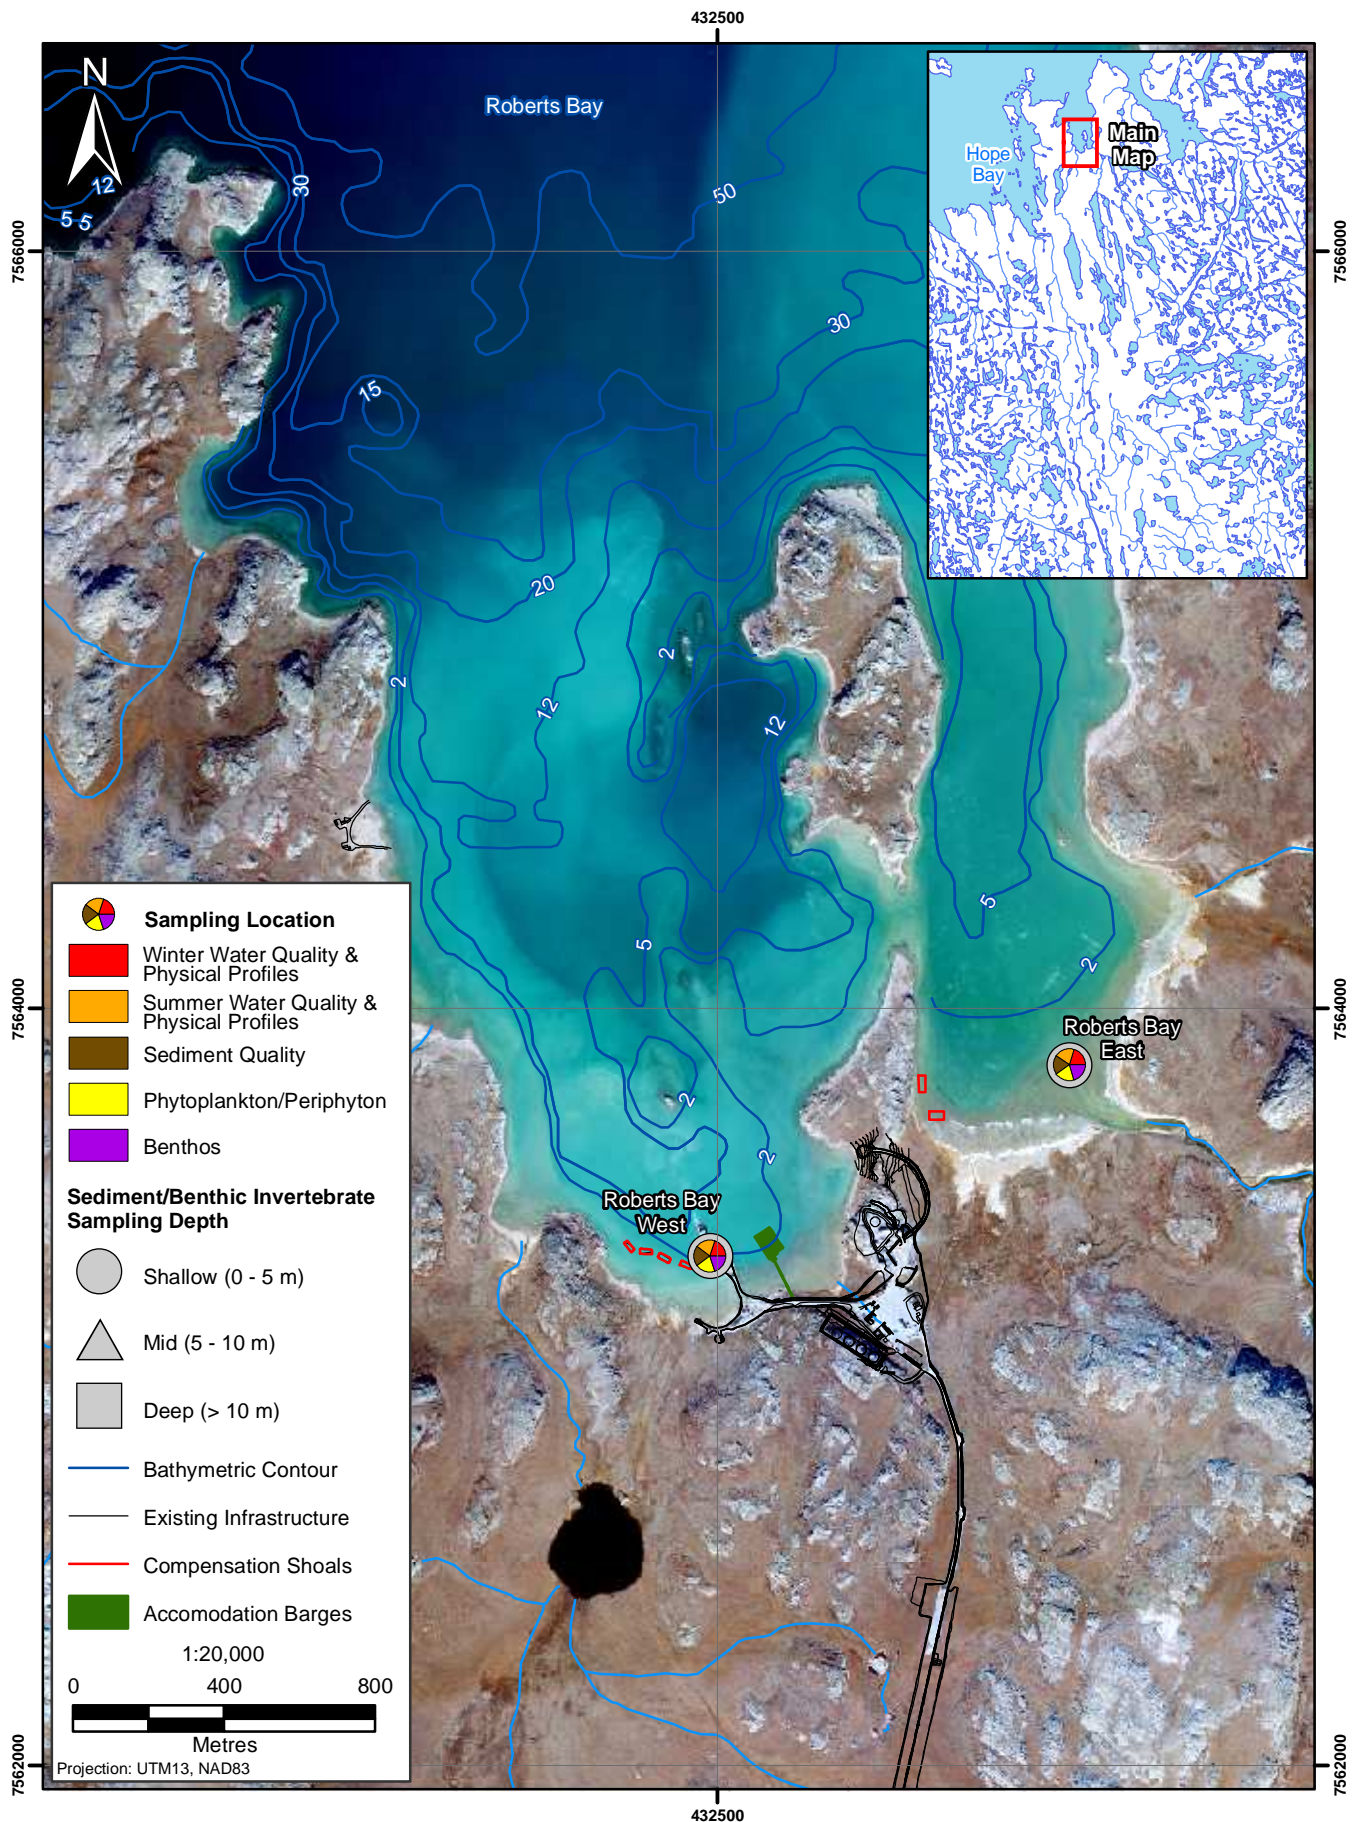 432500
N
Roberts Bay
Main
Map
Hope
Bay
30
12
5 5
50
7566000
7566000
30
15
20
2
2
12
12
5
5
2
7564000
7564000
Roberts Bay
East
2
2
Roberts Bay
West
Sampling Location
Winter Water Quality &
Physical Profiles
Summer Water Quality &
Physical Profiles
Sediment Quality
Phytoplankton/Periphyton
Benthos
Sediment/Benthic Invertebrate
Sampling Depth
Shallow (0 - 5 m)
Mid (5 - 10 m)
Deep (> 10 m)
Bathymetric Contour
Existing Infrastructure
Compensation Shoals
Accomodation Barges
1:20,000
0 400 800
Metres
Projection: UTM13, NAD83
7562000
7562000
432500